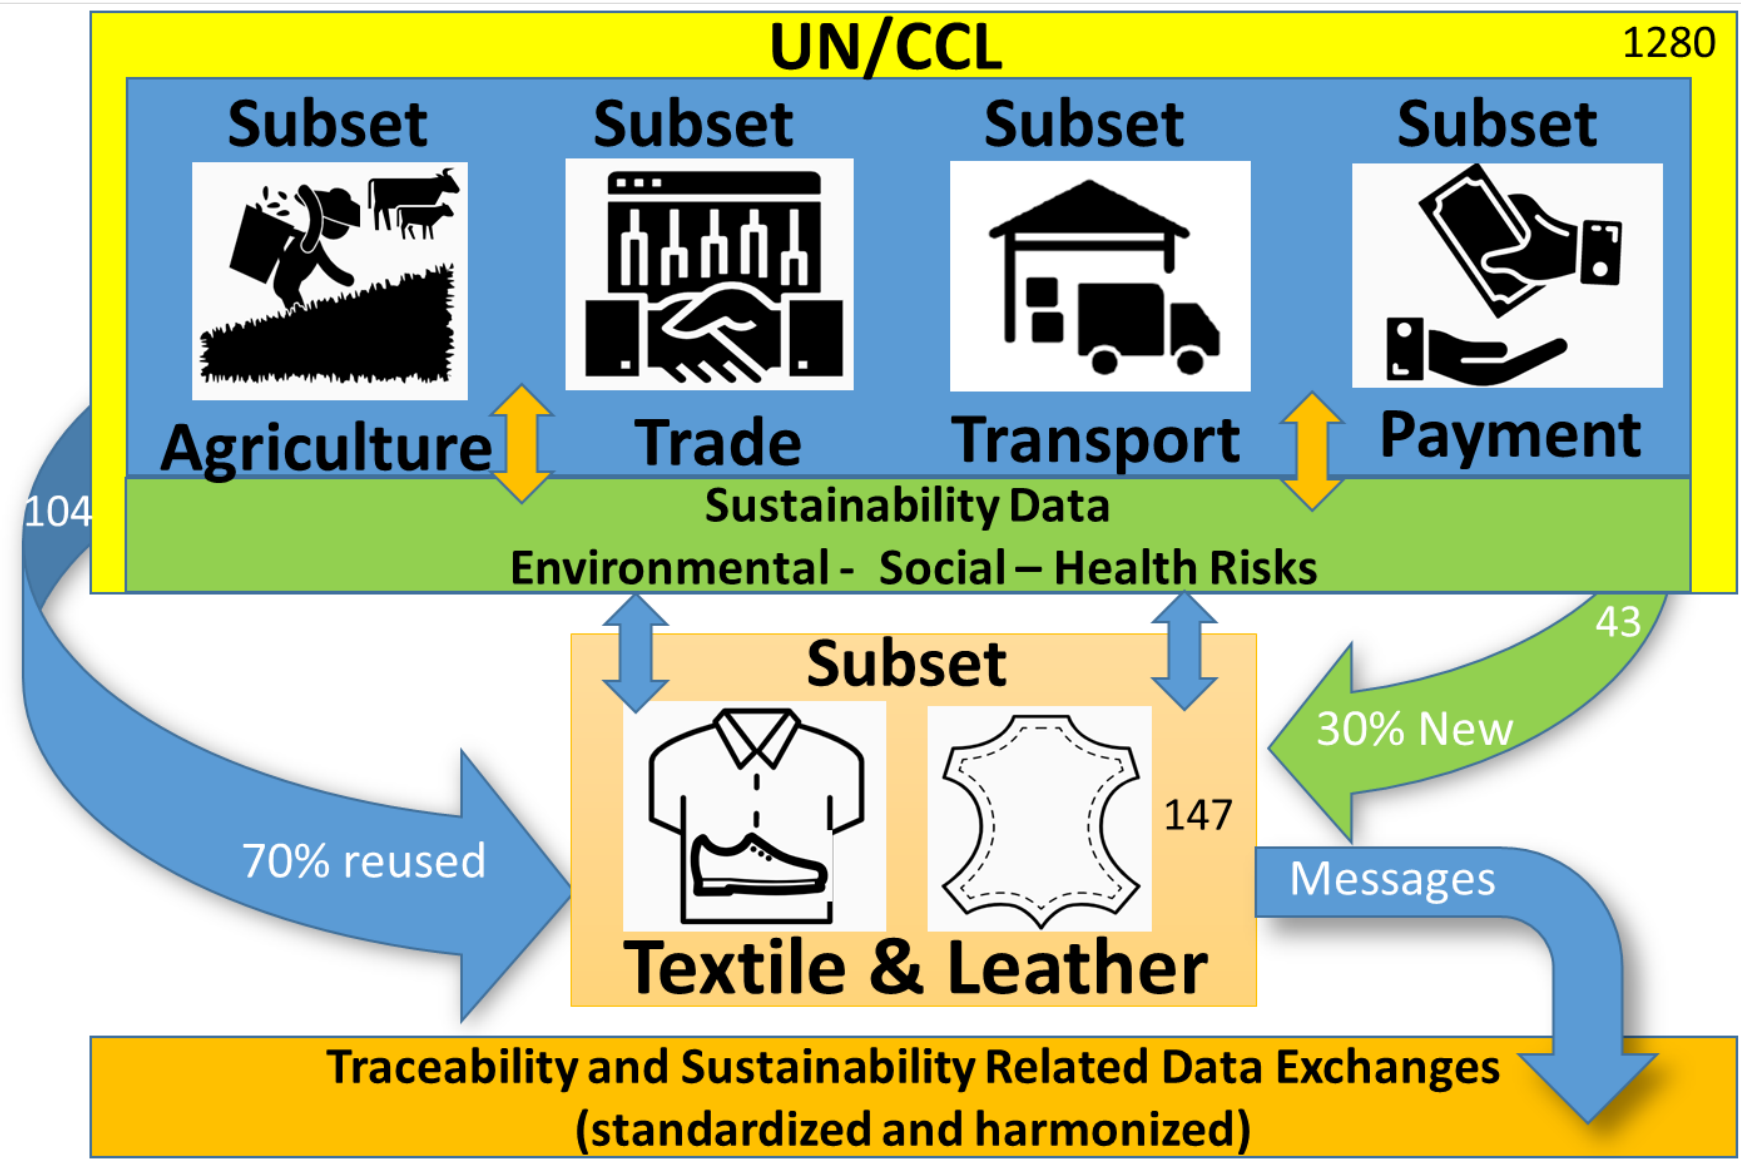 UN/CCL
1280
Subset
Subset
Subset
Subset
Agriculture
Trade
Transport
Payment
104
Sustainability Data
Environmental - Social – Health Risks
43
Subset
30% New
147
70% reused
Messages
Textile & Leather
Traceability and Sustainability Related Data Exchanges
(standardized and harmonized)